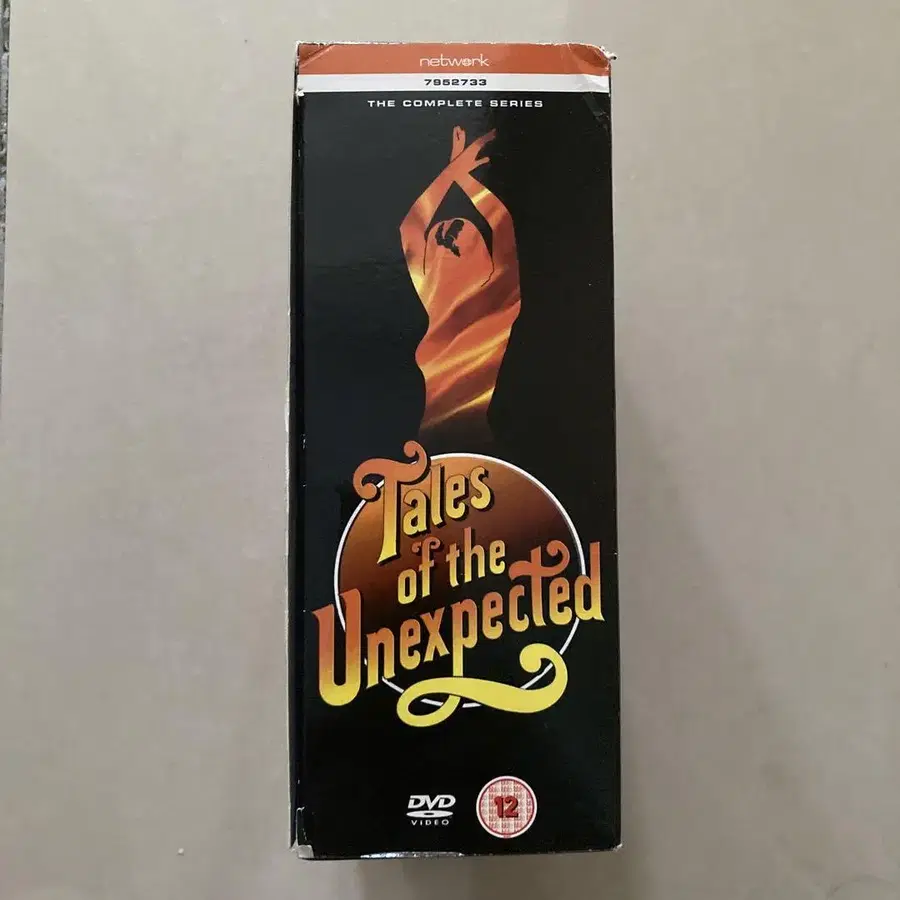 network
7952733
THE COMPLETE SERIES
Tales
of the
Unexpected
DVD
VIDEO
12